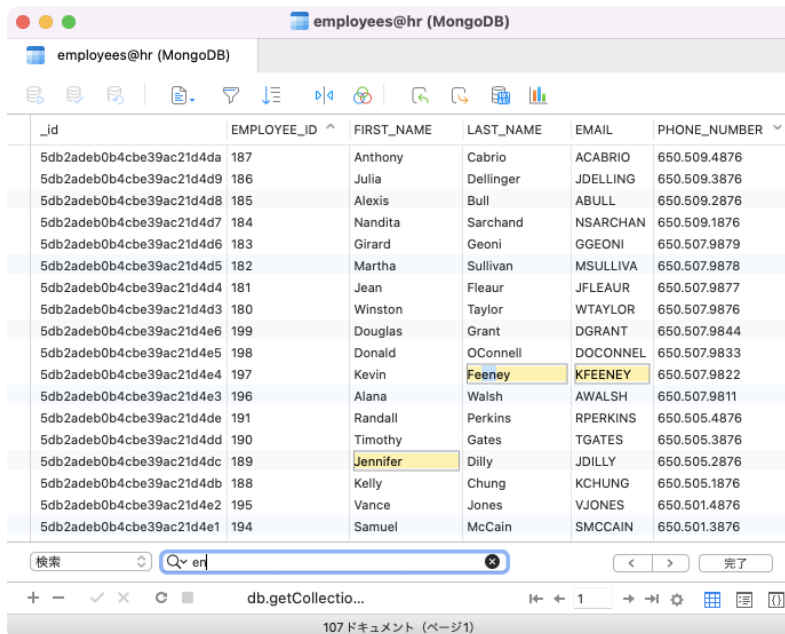 employees@hr (MongoDB)
employees@hr (MongoDB)
_id EMPLOYEE_ID FIRST_NAME LAST_NAME EMAIL PHONE_NUMBER
5db2adeb0b4cbe39ac21d4da 187 Anthony Cabrio ACABRIO 650.509.4876
5db2adeb0b4cbe39ac21d4d9 186 Julia Dellinger JDELLING 650.509.3876
5db2adeb0b4cbe39ac21d4d8 185 Alexis Bull ABULL 650.509.2876
5db2adeb0b4cbe39ac21d4d7 184 Nandita Sarchand NSARCHAN 650.509.1876
5db2adeb0b4cbe39ac21d4d6 183 Girard Geoni GGEONI 650.507.9879
5db2adeb0b4cbe39ac21d4d5 182 Martha Sullivan MSULLIVA 650.507.9878
5db2adeb0b4cbe39ac21d4d4 181 Jean Fleaur JFLEAUR 650.507.9877
5db2adeb0b4cbe39ac21d4d3 180 Winston Taylor WTAYLOR 650.507.9876
5db2adeb0b4cbe39ac21d4e6 199 Douglas Grant DGRANT 650.507.9844
5db2adeb0b4cbe39ac21d4e5 198 Donald OConnell DOCONNEL 650.507.9833
5db2adeb0b4cbe39ac21d4e4 197 Kevin Feeney KFEENEY 650.507.9822
5db2adeb0b4cbe39ac21d4e3 196 Alana Walsh AWALSH 650.507.9811
5db2adeb0b4cbe39ac21d4de 191 Randall Perkins RPERKINS 650.505.4876
5db2adeb0b4cbe39ac21d4dd 190 Timothy Gates TGATES 650.505.3876
5db2adeb0b4cbe39ac21d4dc 189 Jennifer Dilly JDILLY 650.505.2876
5db2adeb0b4cbe39ac21d4db 188 Kelly Chung KCHUNG 650.505.1876
5db2adeb0b4cbe39ac21d4e2 195 Vance Jones VJONES 650.501.4876
5db2adeb0b4cbe39ac21d4e1 194 Samuel McCain SMCCAIN 650.501.3876
検索 en 完了
db.getCollectio... 1
107ドキュメント（ページ1）